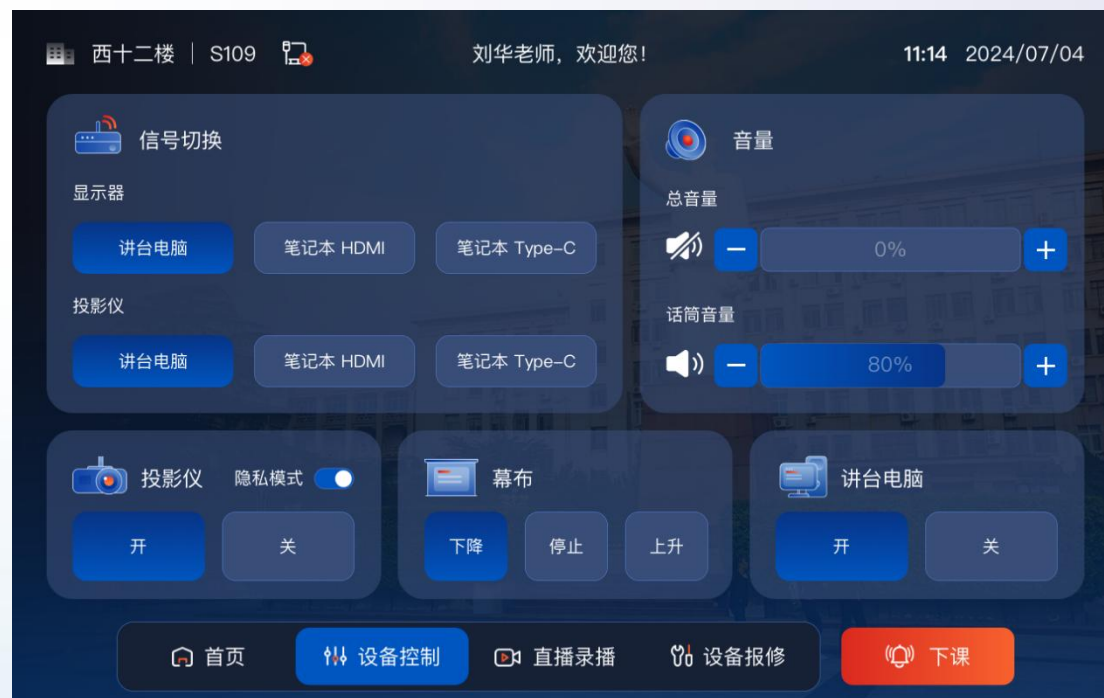 西十二楼 | S109
刘华老师，欢迎您！
11:14 2024/07/04
信号切换
显示器
讲台电脑 笔记本 HDMI 笔记本 Type-C
投影仪
讲台电脑 笔记本 HDMI 笔记本 Type-C
音量
总音量
0%
话筒音量
80%
投影仪 隐私模式
开 关
幕布
下降 停止 上升
讲台电脑
开 关
首页 设备控制 直播录播 设备报修 下课